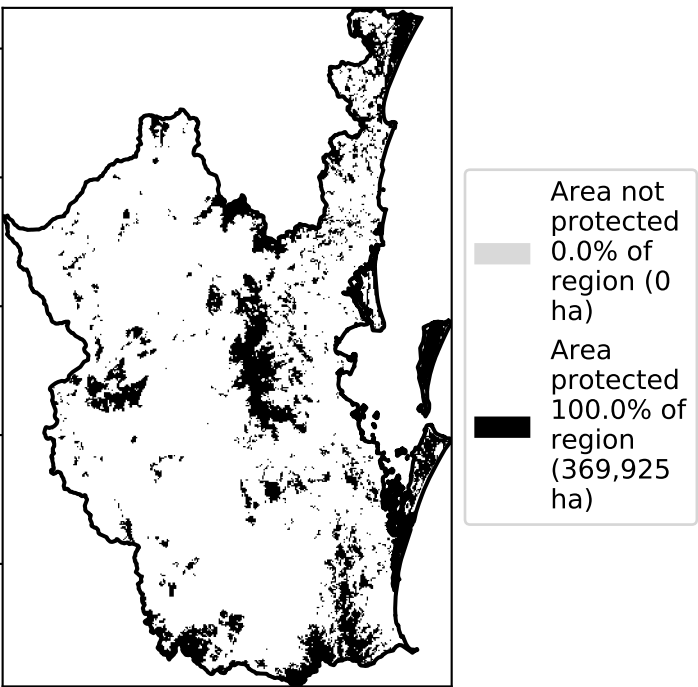 Area not
protected
0.0% of
region (0
ha)
Area
protected
100.0% of
region
(369,925
ha)